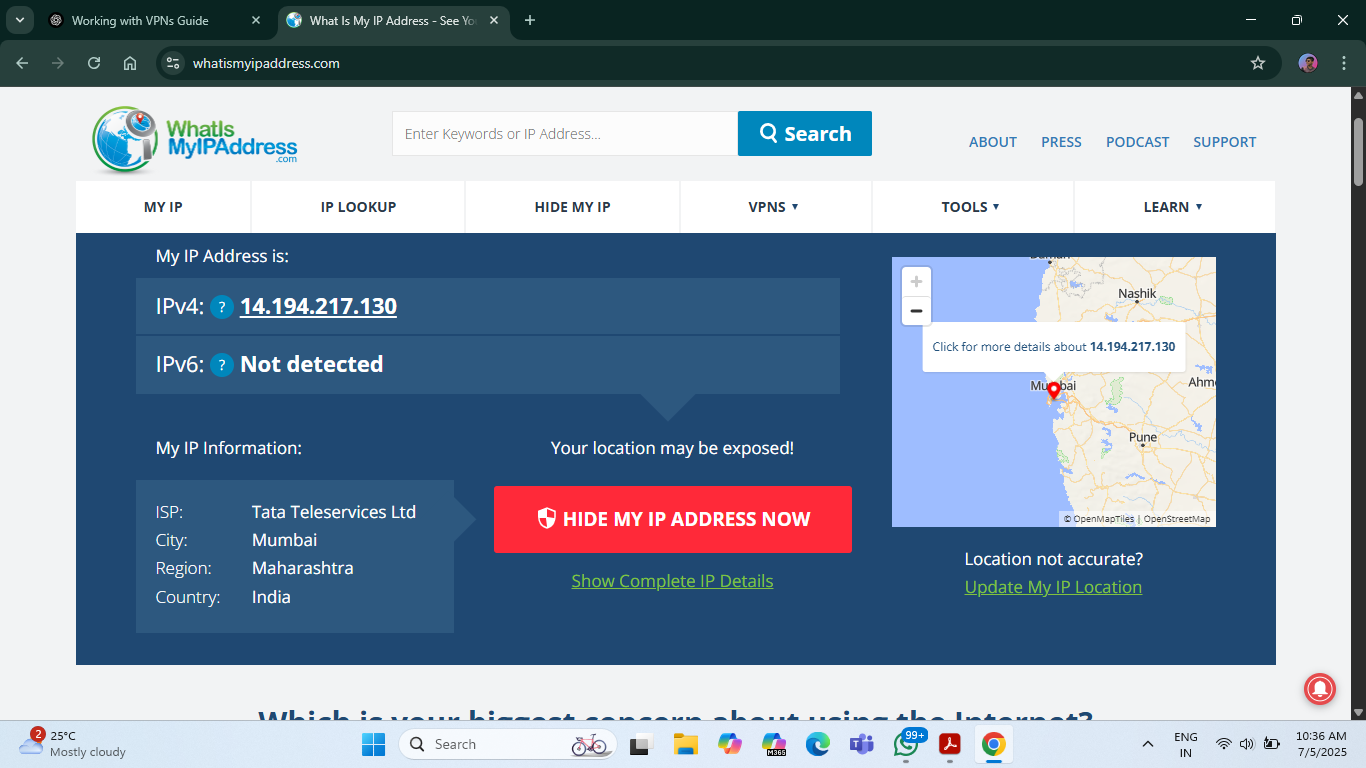 Working with VPNs Guide
What Is My IP Address - See Yo
whatismyipaddress.com
WhatIs
MyIPAddress
.com
Enter Keywords or IP Address...
Search
ABOUT
PRESS
PODCAST
SUPPORT
MY IP
IP LOOKUP
HIDE MY IP
VPNS
TOOLS
LEARN
My IP Address is:
IPv4: ? 14.194.217.130
IPv6: ? Not detected
My IP Information:
ISP: Tata Teleservices Ltd
City: Mumbai
Region: Maharashtra
Country: India
Your location may be exposed!
HIDE MY IP ADDRESS NOW
Show Complete IP Details
+
−
Nashik
Click for more details about 14.194.217.130
Mumbai
Ahm
Pune
© OpenMapTiles | OpenStreetMap
Location not accurate?
Update My IP Location
Which is your biggest concern about using the Internet?
2
25°C
Mostly cloudy
Search
M365
99+
ENG
IN
10:36 AM
7/5/2025